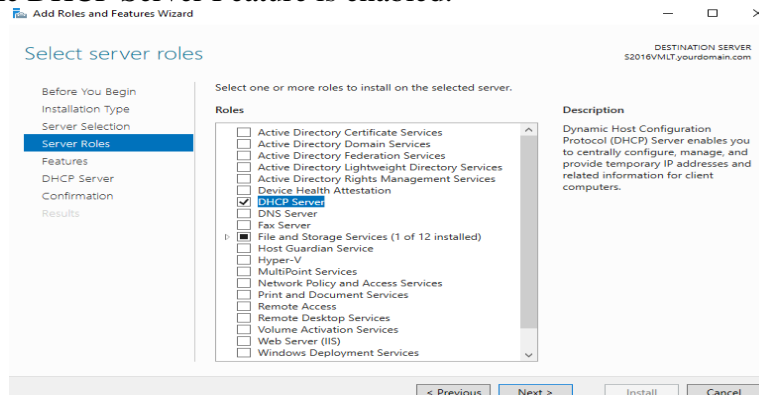 e DHCP Server Feature is enabled.
Add Roles and Features Wizard
Select server roles
DESTINATION SERVER
S2016VMLT.yourdomain.com
Before You Begin
Installation Type
Server Selection
Server Roles
Features
DHCP Server
Confirmation
Results
Select one or more roles to install on the selected server.
Roles
Active Directory Certificate Services
Active Directory Domain Services
Active Directory Federation Services
Active Directory Lightweight Directory Services
Active Directory Rights Management Services
Device Health Attestation
DHCP Server
DNS Server
Fax Server
File and Storage Services (1 of 12 installed)
Host Guardian Service
Hyper-V
MultiPoint Services
Network Policy and Access Services
Print and Document Services
Remote Access
Remote Desktop Services
Volume Activation Services
Web Server (IIS)
Windows Deployment Services
Description
Dynamic Host Configuration
Protocol (DHCP) Server enables you
to centrally configure, manage, and
provide temporary IP addresses and
related information for client
computers.
< Previous
Next >
Install
Cancel